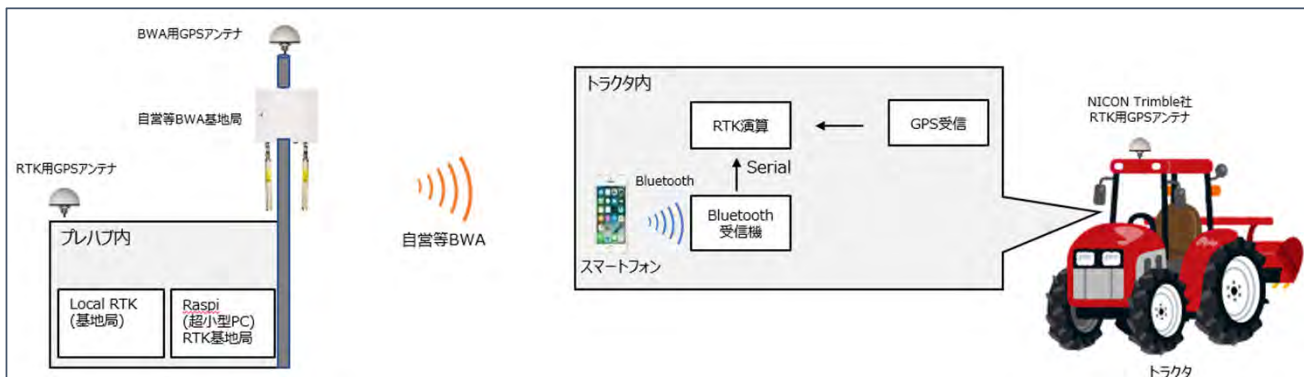 BWA用GPSアンテナ
自営等BWA基地局
RTK用GPSアンテナ
プレハブ内
Local RTK
(基地局)
Raspi
(超小型PC)
RTK基地局
自営等BWA
トラクタ内
RTK演算
GPS受信
Serial
Bluetooth
Bluetooth
受信機
スマートフォン
NICON Trimble社
RTK用GPSアンテナ
トラクタ